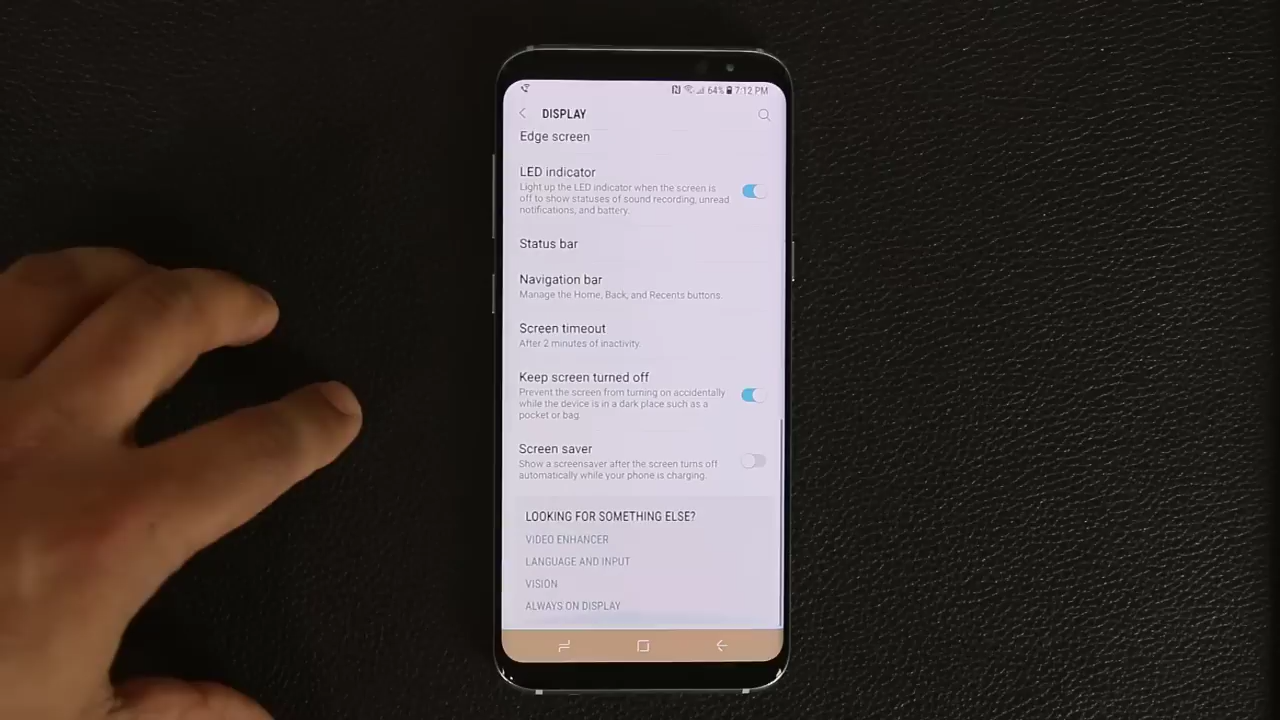 64% 7:12 PM
DISPLAY
Edge screen
LED indicator
Light up the LED indicator when the screen is
off to show statuses of sound recording, unread
notifications, and battery.
Status bar
Navigation bar
Manage the Home, Back, and Recents buttons.
Screen timeout
After 2 minutes of inactivity.
Keep screen turned off
Prevent the screen from turning on accidentally
while the device is in a dark place such as a
pocket or bag.
Screen saver
Show a screensaver after the screen turns off
automatically while your phone is charging.
LOOKING FOR SOMETHING ELSE?
VIDEO ENHANCER
LANGUAGE AND INPUT
VISION
ALWAYS ON DISPLAY